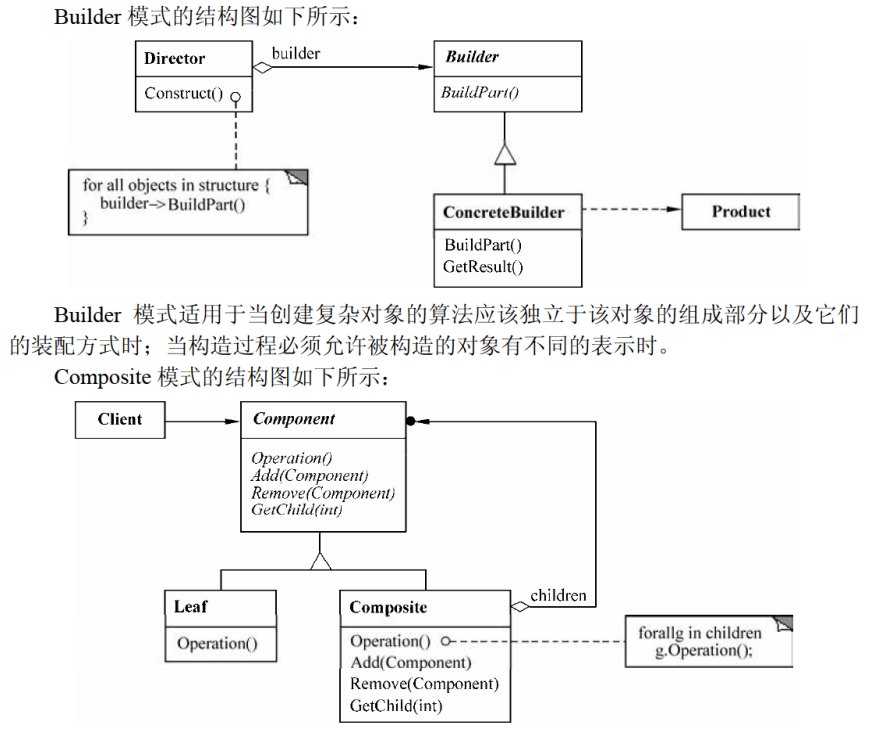 Builder 模式的结构图如下所示：
Director
builder
Builder
Construct()
BuildPart()
for all objects in structure {
builder–>BuildPart()
}
ConcreteBuilder
Product
BuildPart()
GetResult()
Builder 模式适用于当创建复杂对象的算法应该独立于该对象的组成部分以及它们
的装配方式时；当构造过程必须允许被构造的对象有不同的表示时。
Composite 模式的结构图如下所示：
Client
Component
Operation()
Add(Component)
Remove(Component)
GetChild(int)
Leaf
Composite
children
Operation()
Operation()
Add(Component)
Remove(Component)
GetChild(int)
forallg in children
g.Operation();